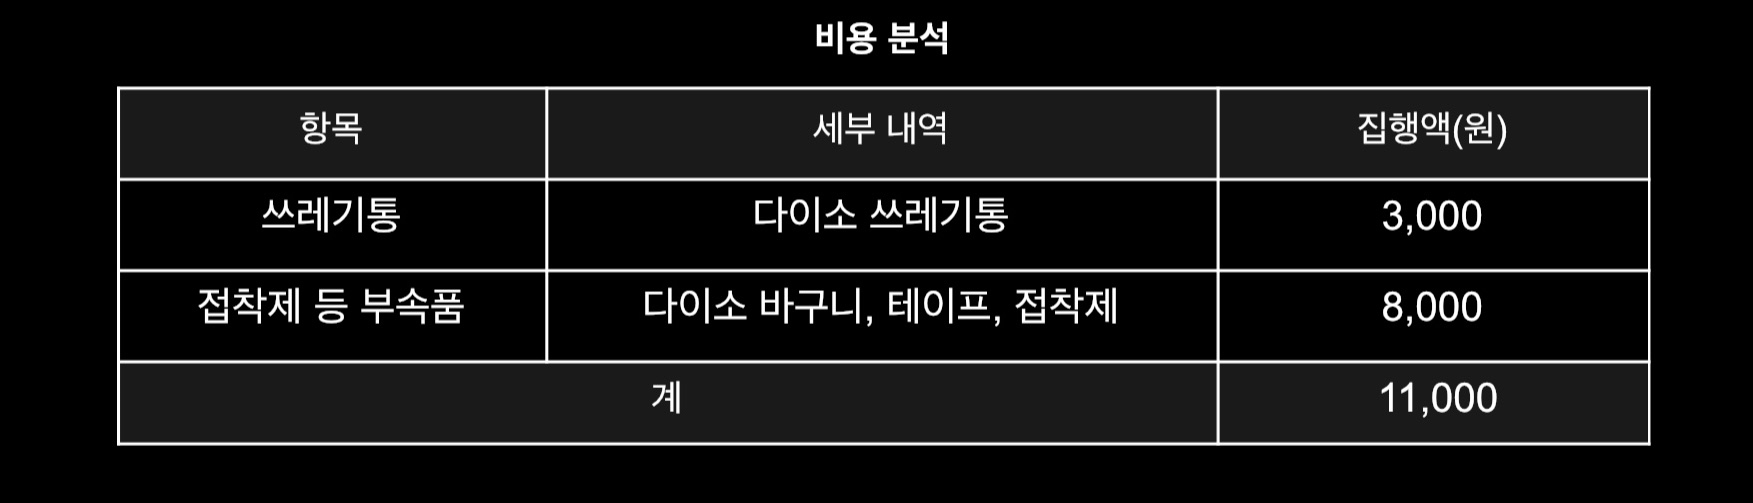 비용 분석
항목 세부 내역 집행액(원)
쓰레기통 다이소 쓰레기통 3,000
접착제 등 부속품 다이소 바구니, 테이프, 접착제 8,000
계 11,000